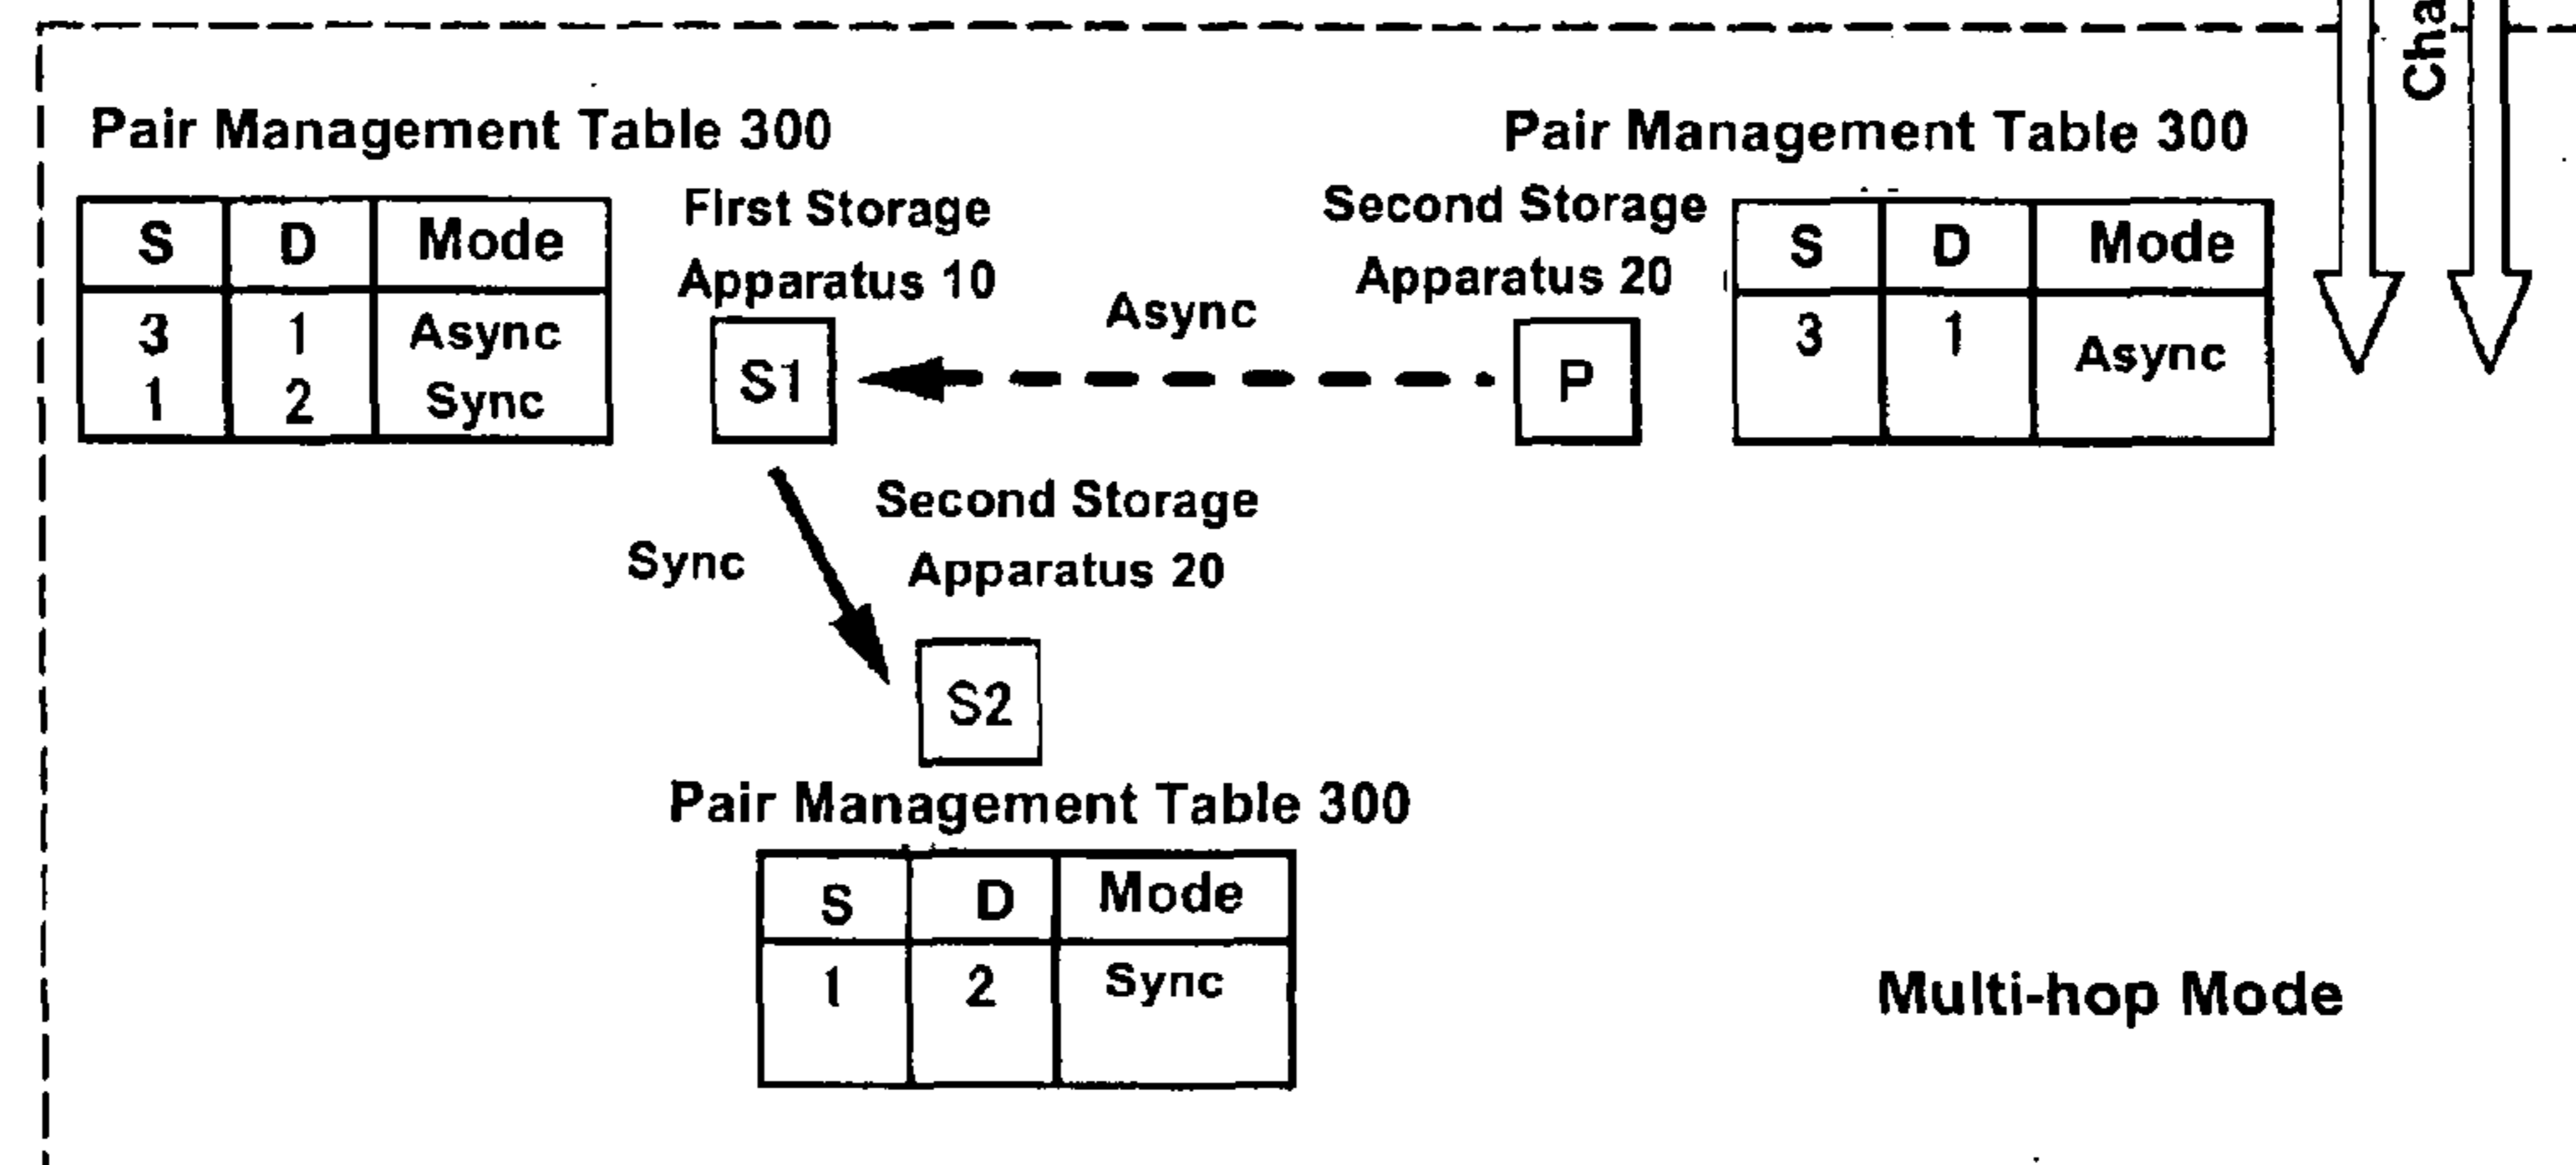 Cha
Pair Management Table 300
Pair Management Table 300
S D Mode
3 1 Async
1 2 Sync
First Storage
Apparatus 10
S1
Async
Second Storage
Apparatus 20
P
S D Mode
3 1 Async
Sync
Second Storage
Apparatus 20
S2
Pair Management Table 300
S D Mode
1 2 Sync
Multi-hop Mode